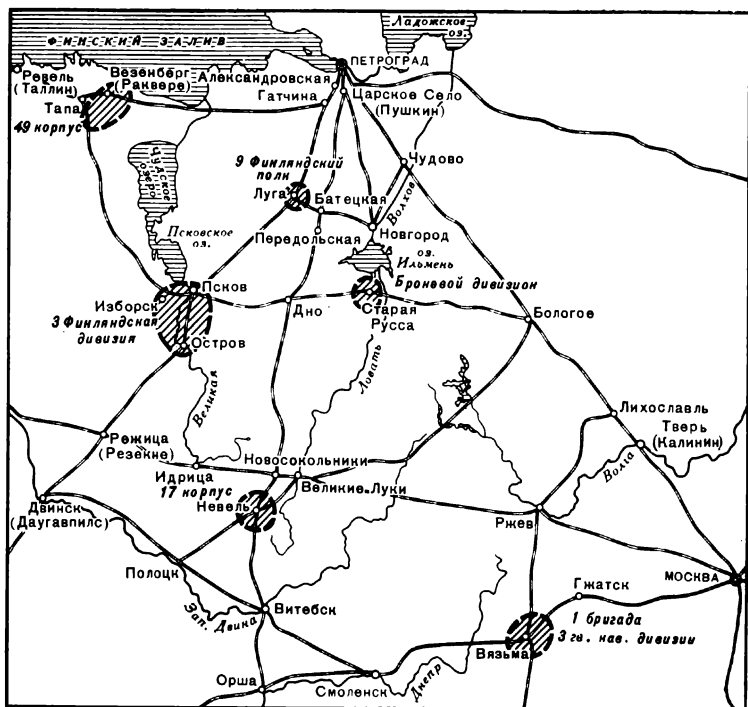 Ладожское
оз.
ФИНСКИЙ ЗАЛИВ
ПЕТРОГРАД
Ревель
(Таллин)
Везенберг
(Раквере)
Александровская
Тапа
Гатчина
Царское Село
(Пушкин)
49 корпус
Чудское
озеро
9 Финляндский
полк
Чудово
Луга
Батецкая
Волхов
Псковское
оз.
Передольская
Новгород
оз.
Ильмень
Псков
Броневой дивизион
Изборск
Дно
Старая
Русса
Бологое
3 Финляндская
дивизия
Остров
Великая
Ловать
Лихославль
Тверь
(Калинин)
Режица
(Резекне)
Новосокольники
Волга
Идрица
17 корпус
Великие Луки
Невель
Двинск
(Даугавпилс)
Ржев
Полоцк
Гжатск
МОСКВА
Зап. Двина
Витебск
1 бригада
3 гв. кав. дивизии
Вязьма
Орша
Смоленск
Днепр